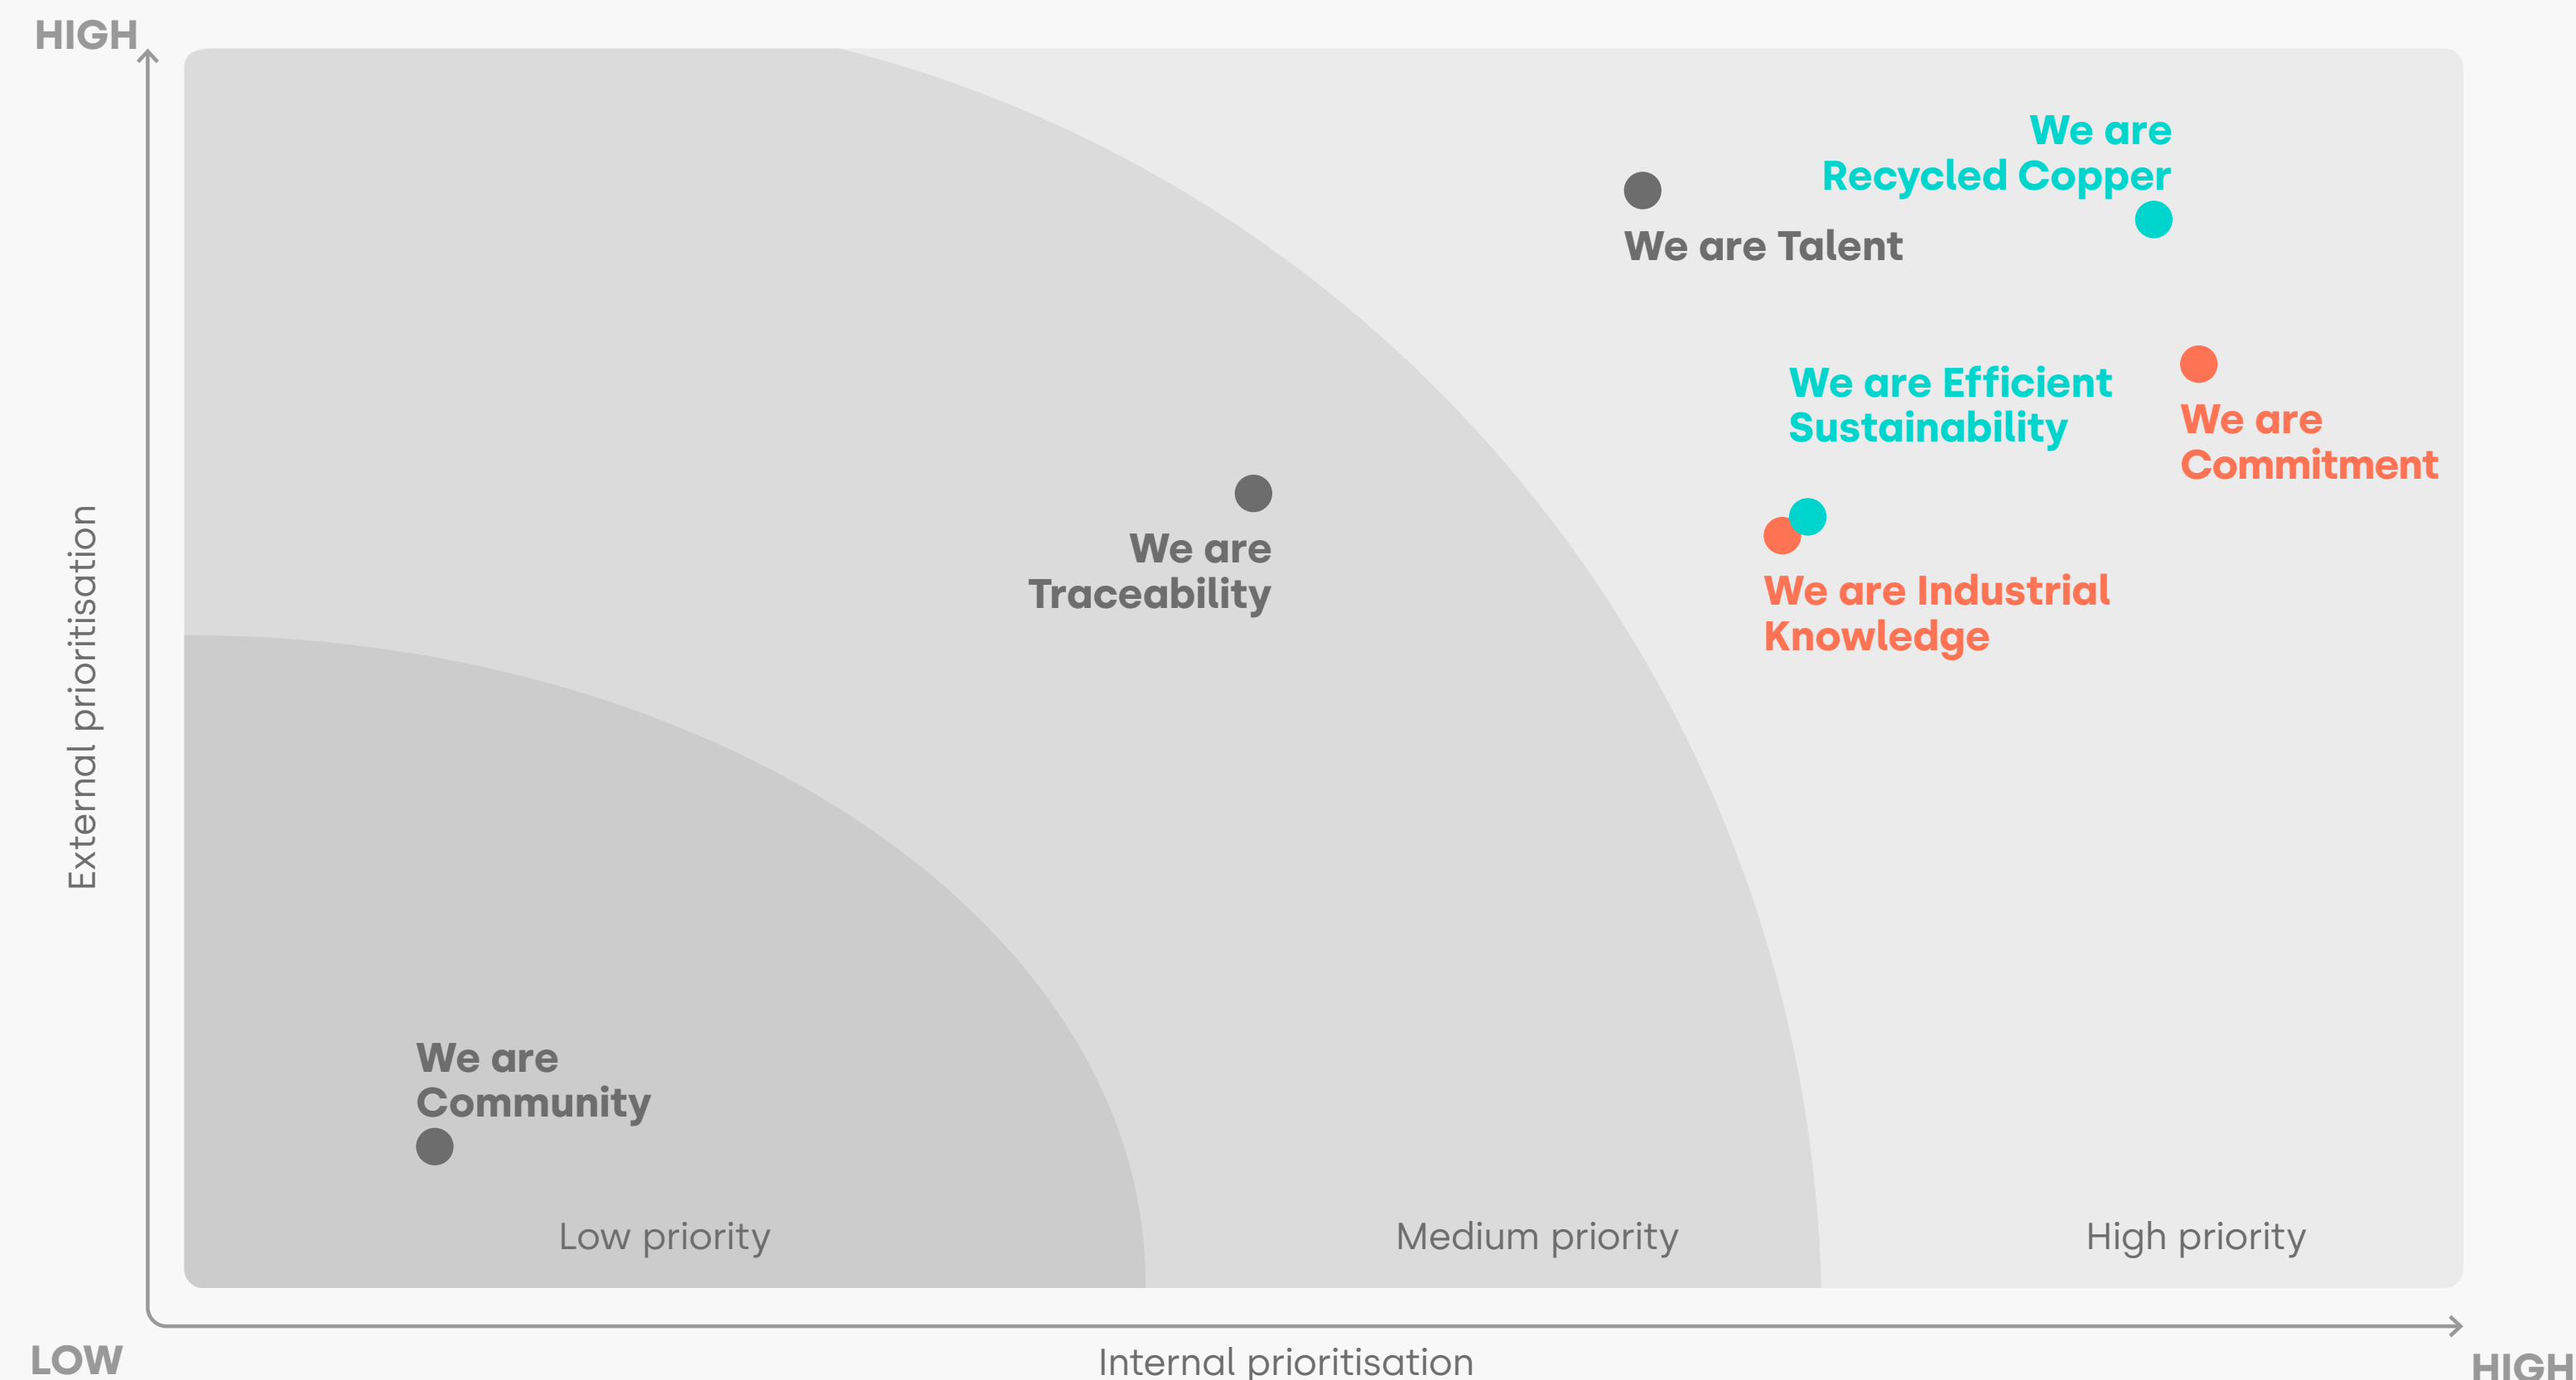 HIGH
We are
Recycled Copper
We are Talent
We are Efficient
Sustainability
We are
Commitment
External prioritisation
We are
Traceability
We are Industrial
Knowledge
We are
Community
Low priority
Medium priority
High priority
LOW
Internal prioritisation
HIGH